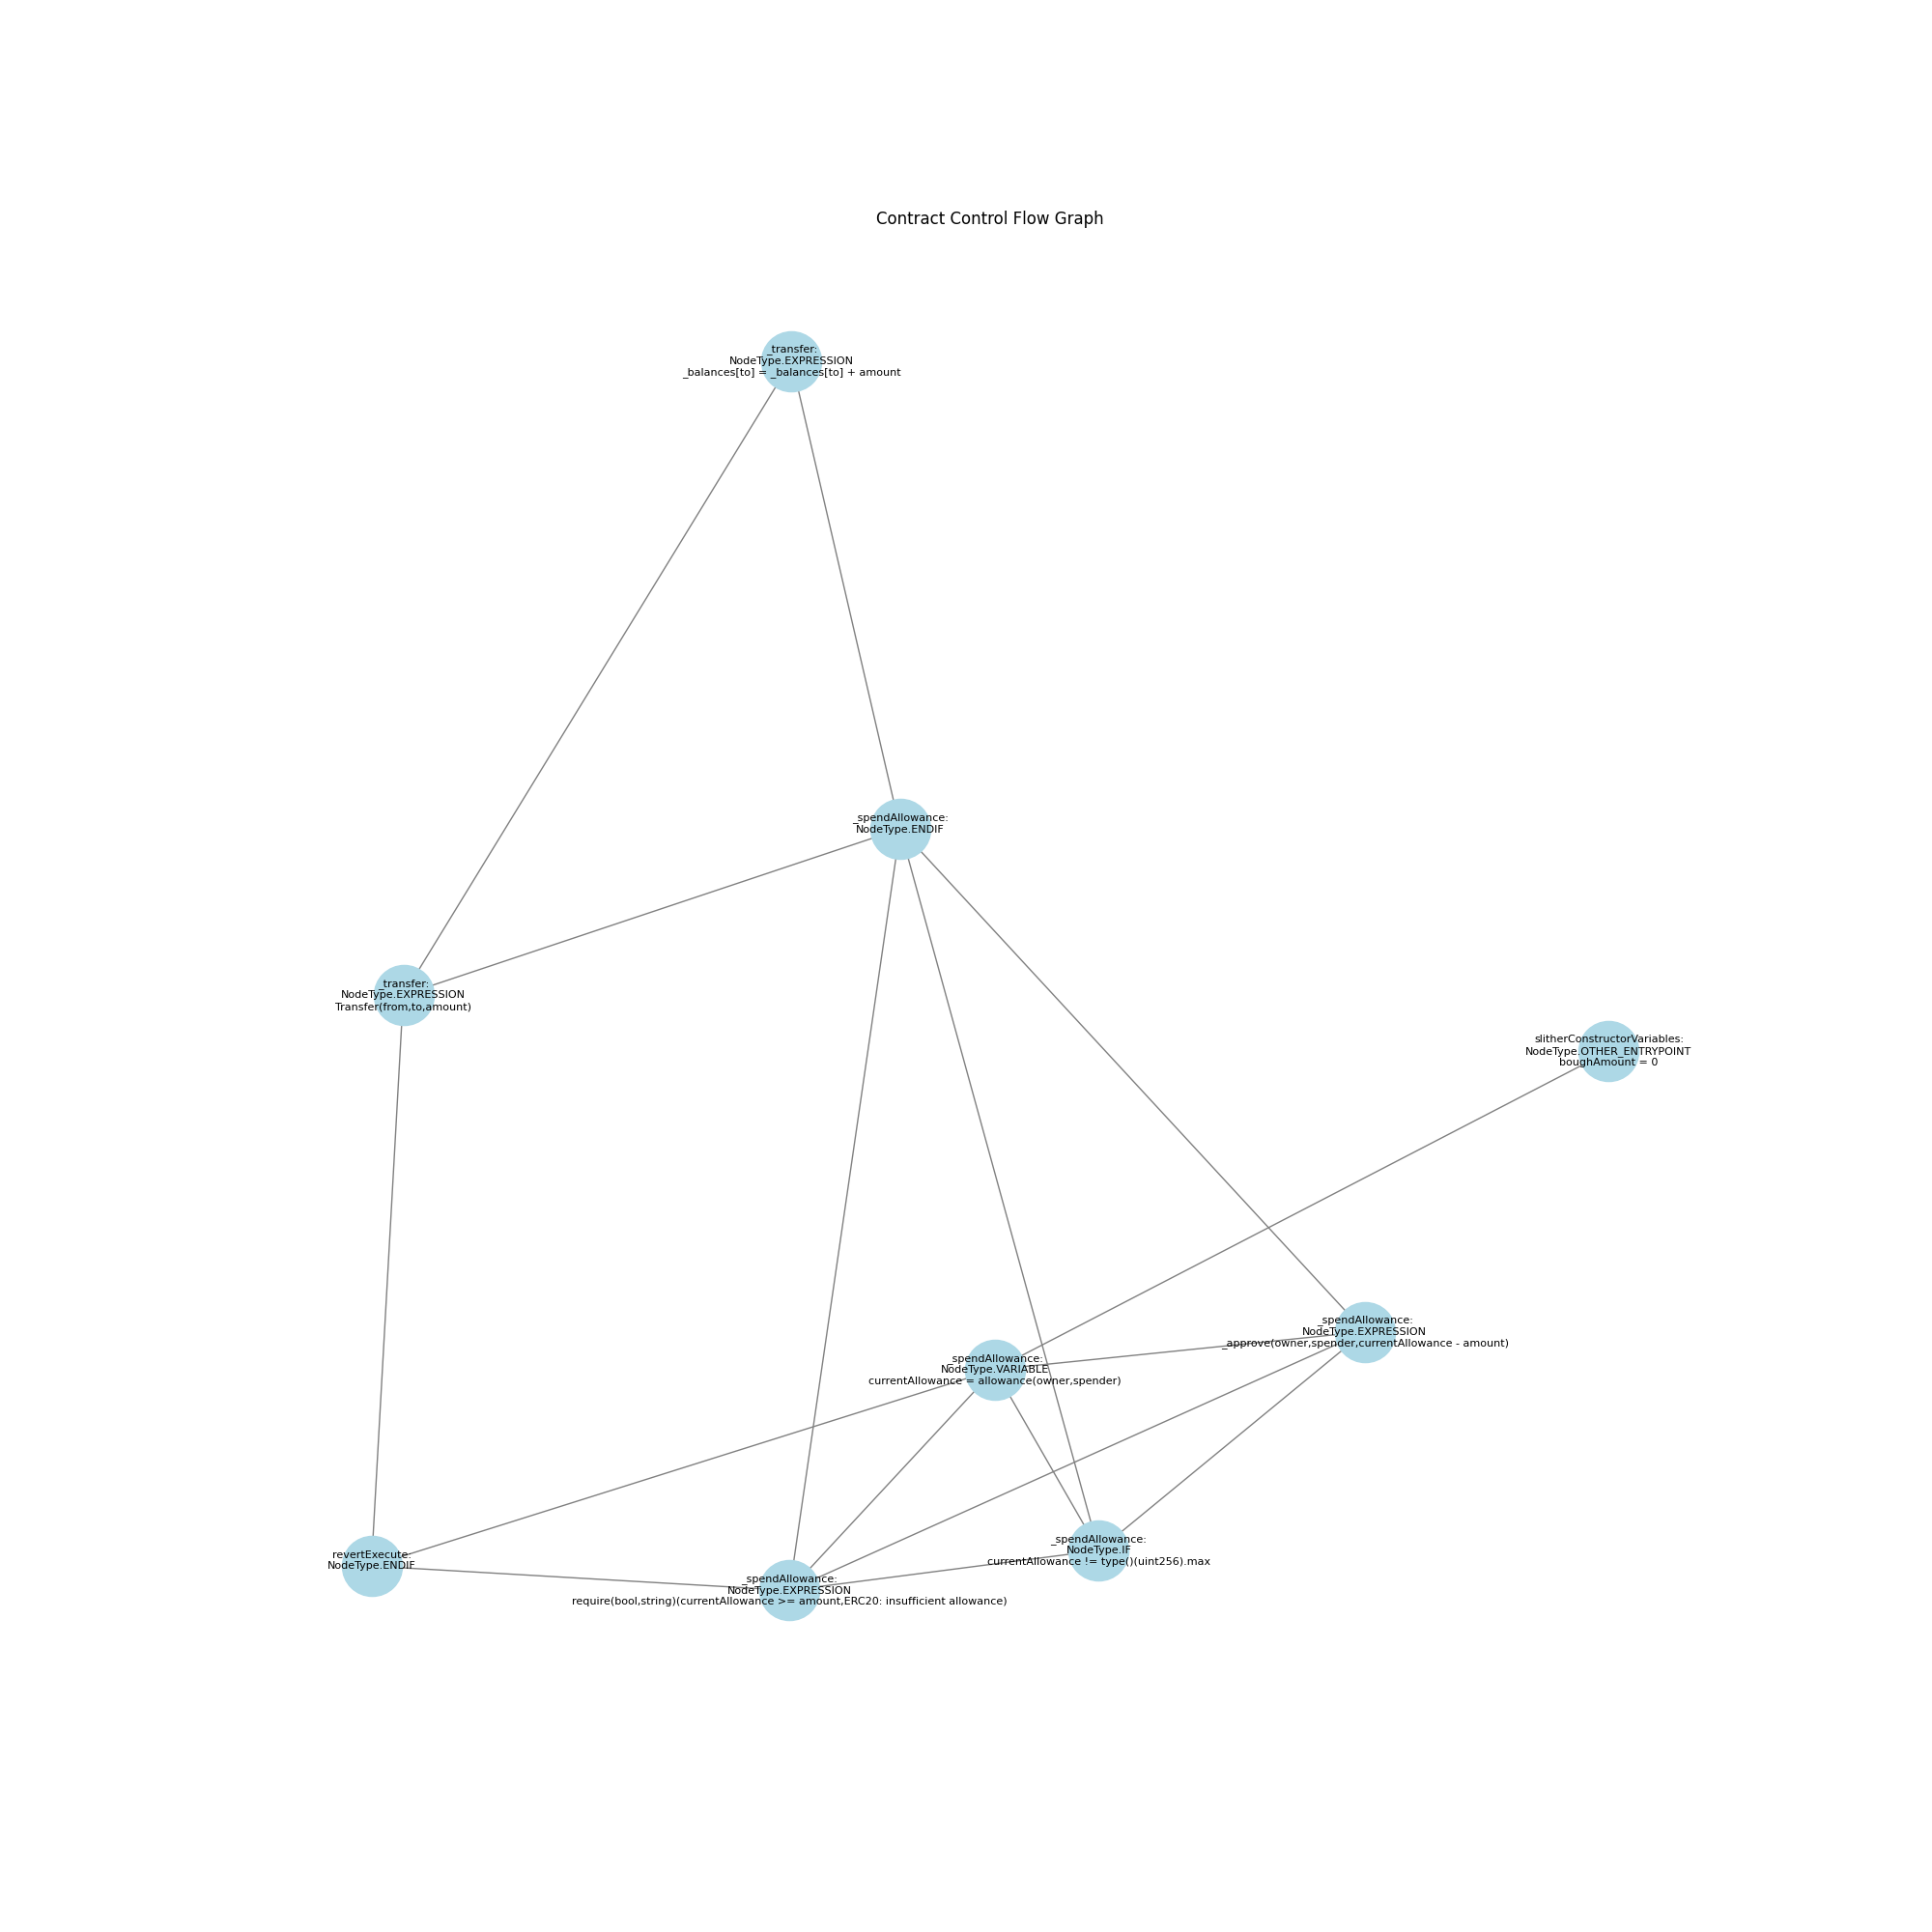 Contract Control Flow Graph
_transfer:
NodeType.EXPRESSION
_balances[to] = _balances[to] + amount
_spendAllowance:
NodeType.ENDIF
_transfer:
NodeType.EXPRESSION
Transfer(from,to,amount)
slitherConstructorVariables:
NodeType.OTHER_ENTRYPOINT
boughAmount = 0
_spendAllowance:
NodeType.EXPRESSION
_approve(owner,spender,currentAllowance - amount)
_spendAllowance:
NodeType.VARIABLE
currentAllowance = allowance(owner,spender)
_spendAllowance:
NodeType.IF
currentAllowance != type()(uint256).max
revertExecute:
NodeType.ENDIF
_spendAllowance:
NodeType.EXPRESSION
require(bool,string)(currentAllowance >= amount,ERC20: insufficient allowance)